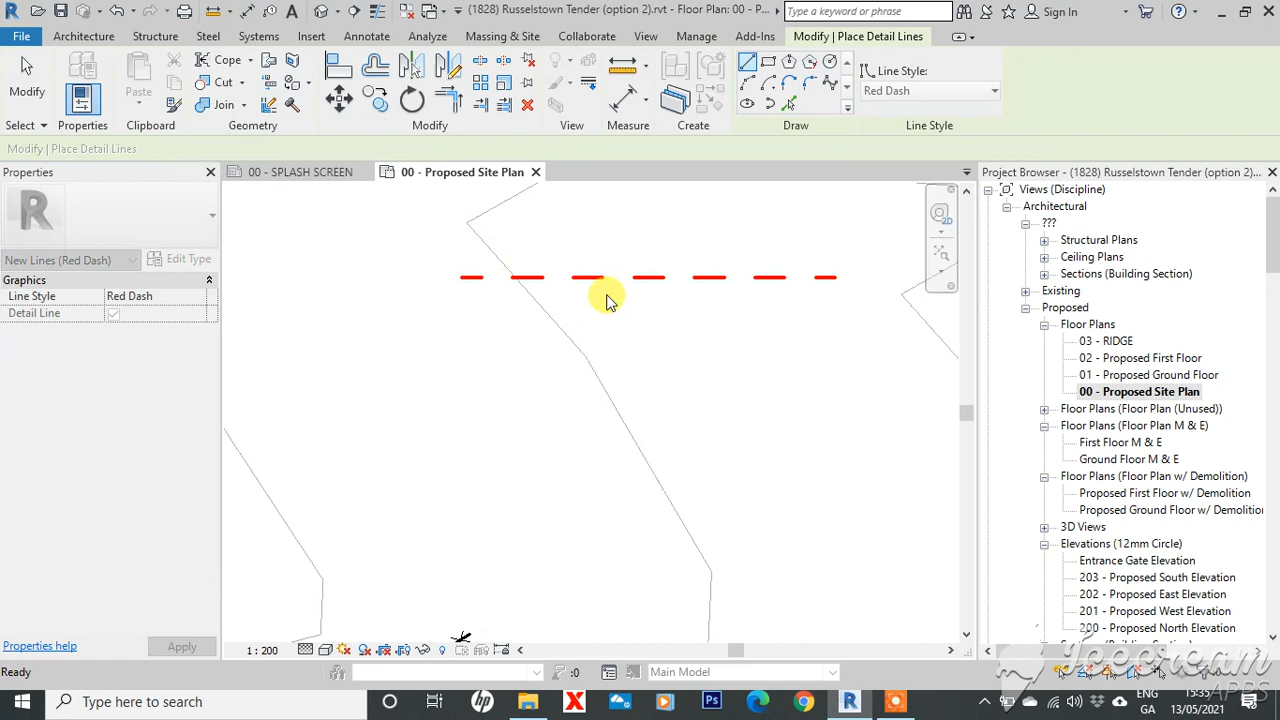 (1828) Russelstown Tender (option 2).rvt - Floor Plan: 00 - P...
Type a keyword or phrase
Sign In
File
Architecture
Structure
Steel
Systems
Insert
Annotate
Analyze
Massing & Site
Collaborate
View
Manage
Add-Ins
Modify | Place Detail Lines
Modify
Paste
Cope
Cut
Join
Line Style:
Red Dash
Select
Properties
Clipboard
Geometry
Modify
View
Measure
Create
Draw
Line Style
Modify | Place Detail Lines
Properties
New Lines (Red Dash)
Edit Type
Graphics
Line Style
Red Dash
Detail Line
Properties help
Apply
00 - SPLASH SCREEN
00 - Proposed Site Plan
2D
1 : 200
Project Browser - (1828) Russelstown Tender (option 2)...
Views (Discipline)
Architectural
???
Structural Plans
Ceiling Plans
Sections (Building Section)
Existing
Proposed
Floor Plans
03 - RIDGE
02 - Proposed First Floor
01 - Proposed Ground Floor
00 - Proposed Site Plan
Floor Plans (Floor Plan (Unused))
Floor Plans (Floor Plan M & E)
First Floor M & E
Ground Floor M & E
Floor Plans (Floor Plan w/ Demolition)
Proposed First Floor w/ Demolition
Proposed Ground Floor w/ Demolitio
3D Views
Elevations (12mm Circle)
Entrance Gate Elevation
203 - Proposed South Elevation
202 - Proposed East Elevation
201 - Proposed West Elevation
200 - Proposed North Elevation
Ready
:0
Main Model
Icecream
APPS
Type here to search
ENG
GA
15:35
13/05/2021